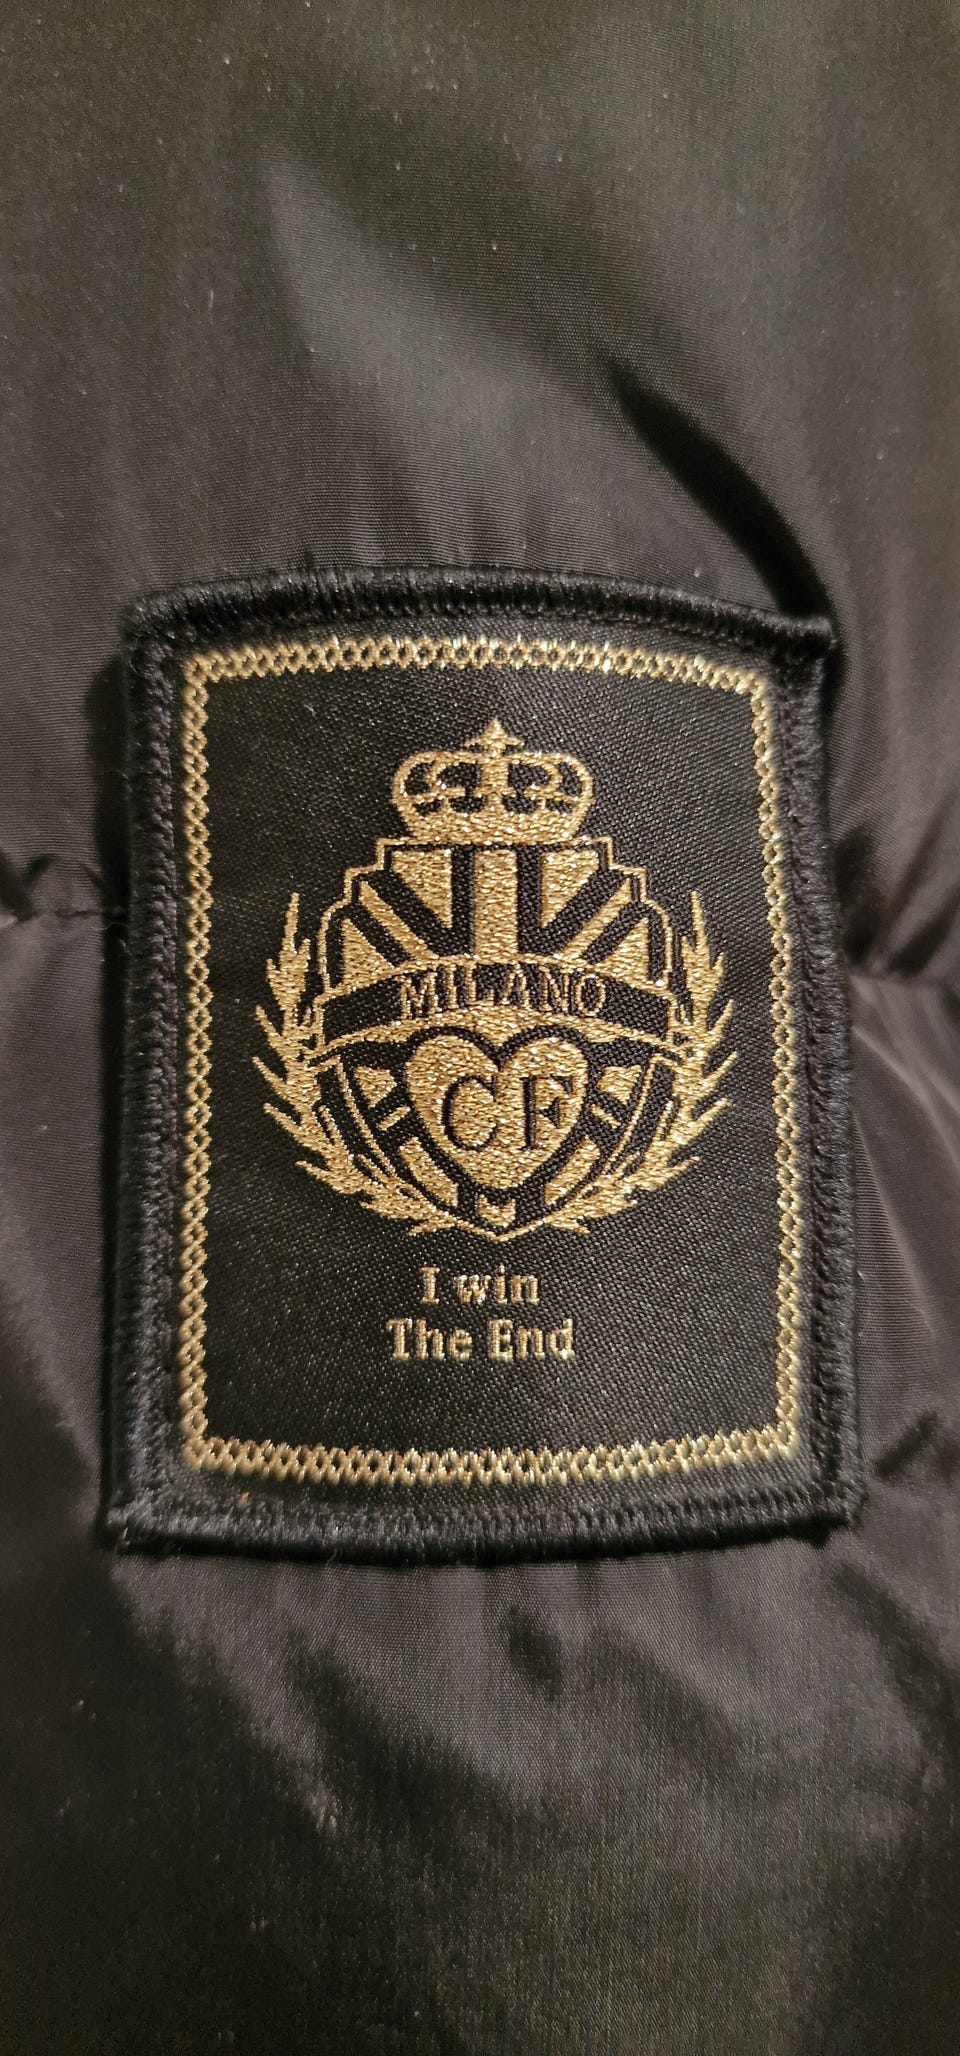 MILANO
CF
I win
The End